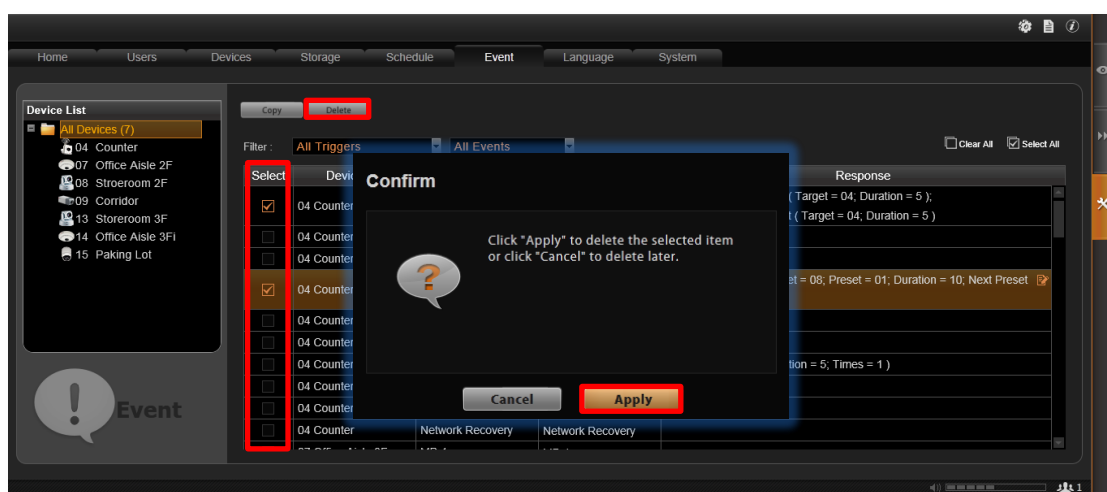 Home Users Devices Storage Schedule Event Language System
Device List
All Devices (7)
04 Counter
07 Office Aisle 2F
08 Stroeroom 2F
09 Corridor
13 Storeroom 3F
14 Office Aisle 3Fi
15 Paking Lot
Event
Copy Delete
Filter : All Triggers All Events Clear All Select All
Select Devic Response
04 Counter ( Target = 04; Duration = 5 );
( Target = 04; Duration = 5 )
04 Counter
04 Counter
04 Counter et = 08; Preset = 01; Duration = 10; Next Preset
04 Counter
04 Counter
04 Counter tion = 5; Times = 1 )
04 Counter
04 Counter
04 Counter Network Recovery Network Recovery
Confirm
Click "Apply" to delete the selected item
or click "Cancel" to delete later.
Cancel Apply
1